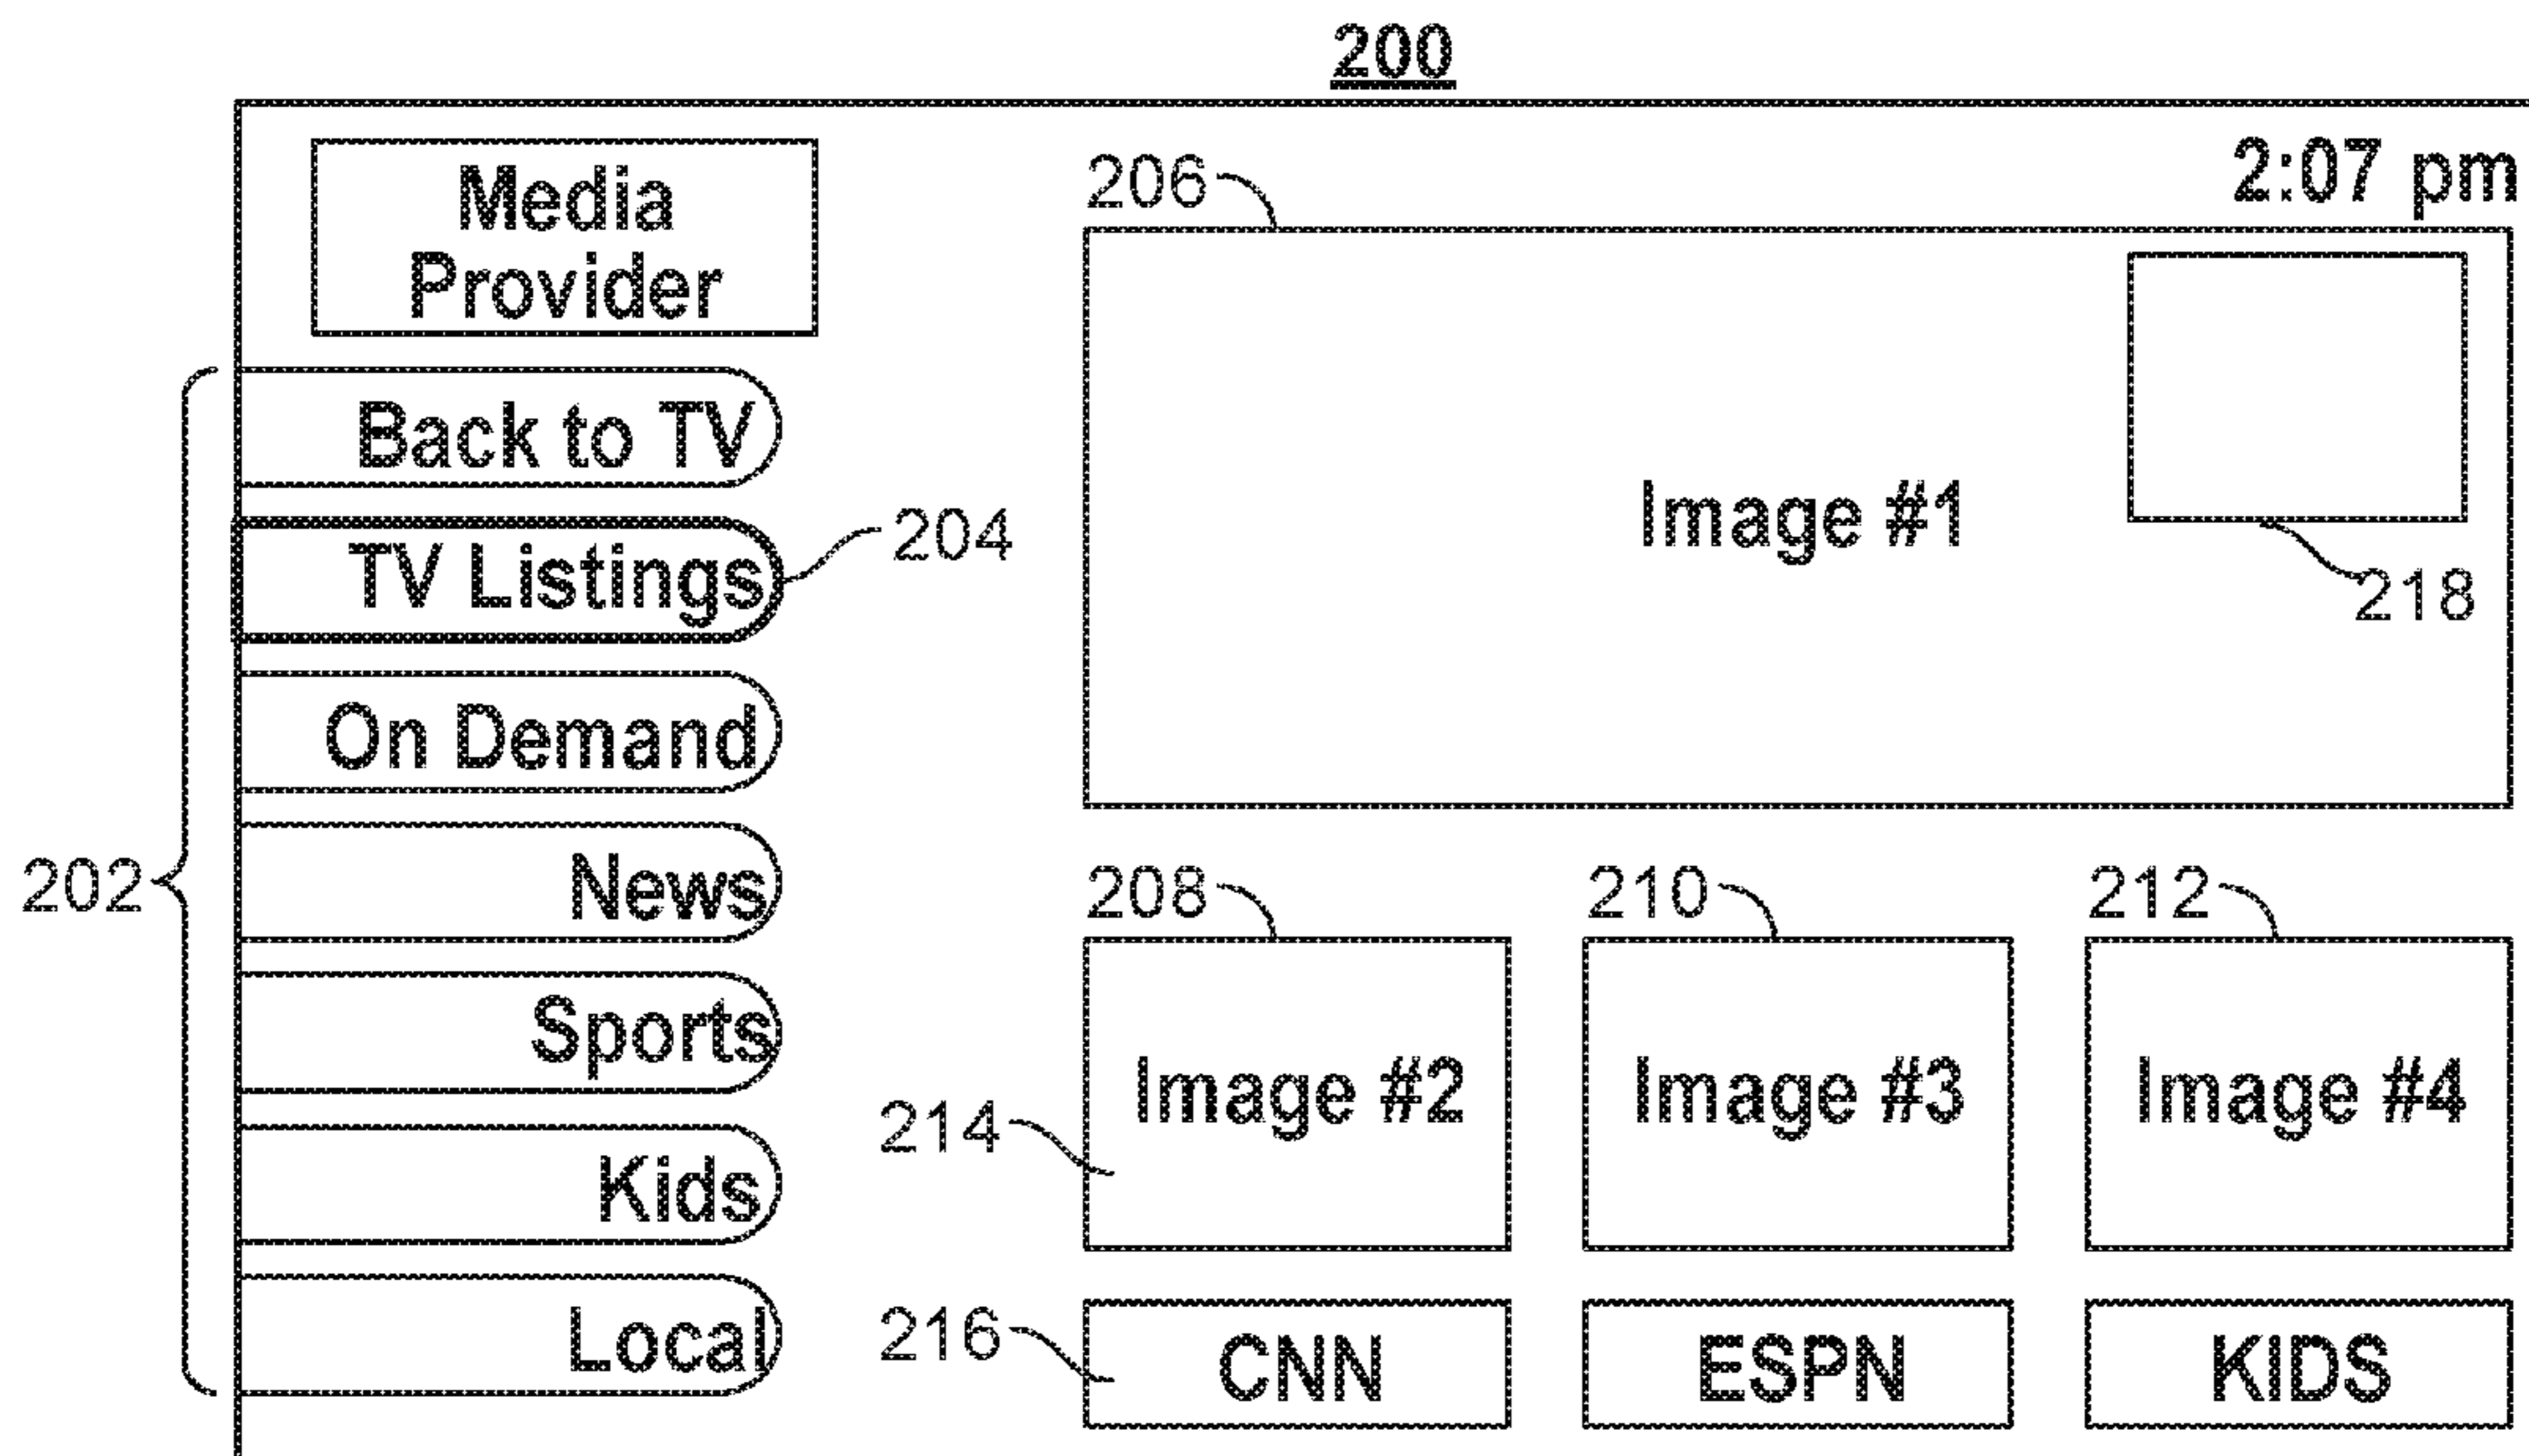 200
2:07 pm
Media
Provider
206
Back to TV
TV Listings
204
Image #1
218
On Demand
202
News
208
210
212
Sports
214
Image #2
Image #3
Image #4
Kids
Local
216
CNN
ESPN
KIDS